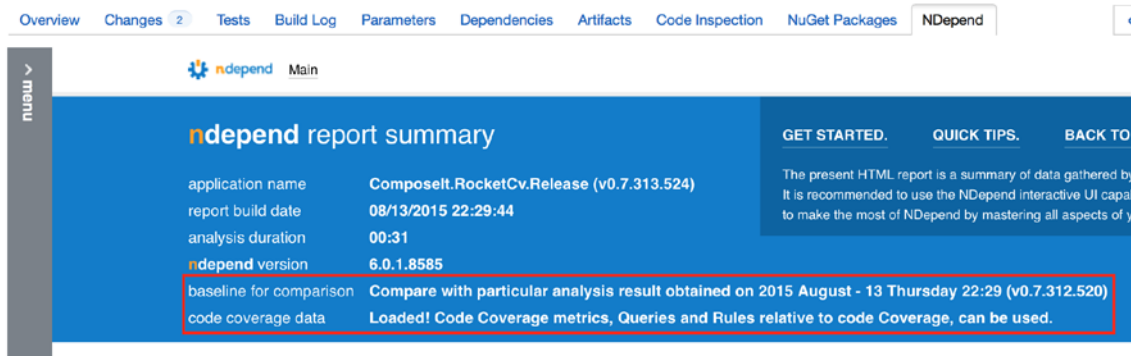 Overview Changes 2 Tests Build Log Parameters Dependencies Artifacts Code Inspection NuGet Packages NDepend
> menu
ndepend Main
ndepend report summary
GET STARTED. QUICK TIPS. BACK TO
The present HTML report is a summary of data gathered by
It is recommended to use the NDepend interactive UI capa
to make the most of NDepend by mastering all aspects of y
application name ComposeIt.RocketCv.Release (v0.7.313.524)
report build date 08/13/2015 22:29:44
analysis duration 00:31
ndepend version 6.0.1.8585
baseline for comparison Compare with particular analysis result obtained on 2015 August - 13 Thursday 22:29 (v0.7.312.520)
code coverage data Loaded! Code Coverage metrics, Queries and Rules relative to code Coverage, can be used.